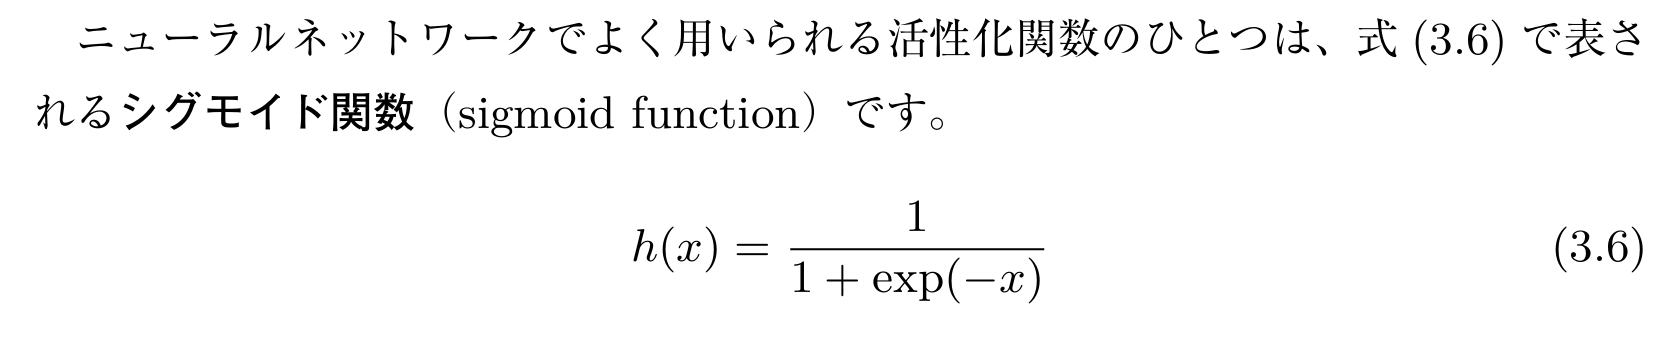 ニューラルネットワークでよく用いられる活性化関数のひとつは、式 (3.6) で表さ
れるシグモイド関数（sigmoid function）です。
h(x) = 1 / (1 + exp(−x)) (3.6)